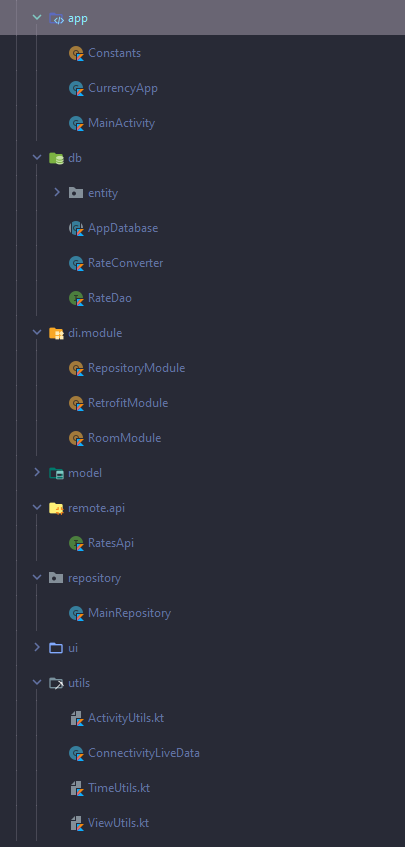 app
Constants
CurrencyApp
MainActivity
db
entity
AppDatabase
RateConverter
RateDao
di.module
RepositoryModule
RetrofitModule
RoomModule
model
remote.api
RatesApi
repository
MainRepository
ui
utils
ActivityUtils.kt
ConnectivityLiveData
TimeUtils.kt
ViewUtils.kt